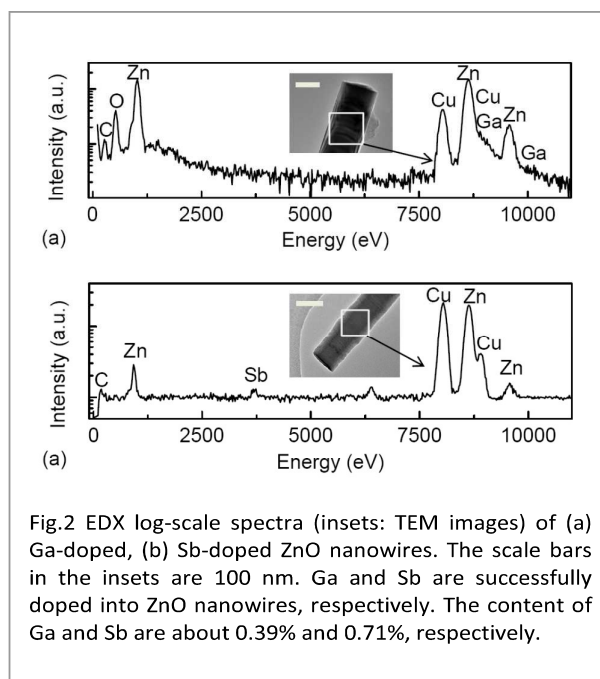 Intensity (a.u.)
C
O
Zn
Cu
Zn
Cu
Ga
Zn
Ga
0
2500
5000
7500
10000
Energy (eV)
(a)
Intensity (a.u.)
C
Zn
Sb
Cu
Zn
Cu
Zn
0
2500
5000
7500
10000
Energy (eV)
(a)
Fig.2 EDX log-scale spectra (insets: TEM images) of (a)
Ga-doped, (b) Sb-doped ZnO nanowires. The scale bars
in the insets are 100 nm. Ga and Sb are successfully
doped into ZnO nanowires, respectively. The content of
Ga and Sb are about 0.39% and 0.71%, respectively.